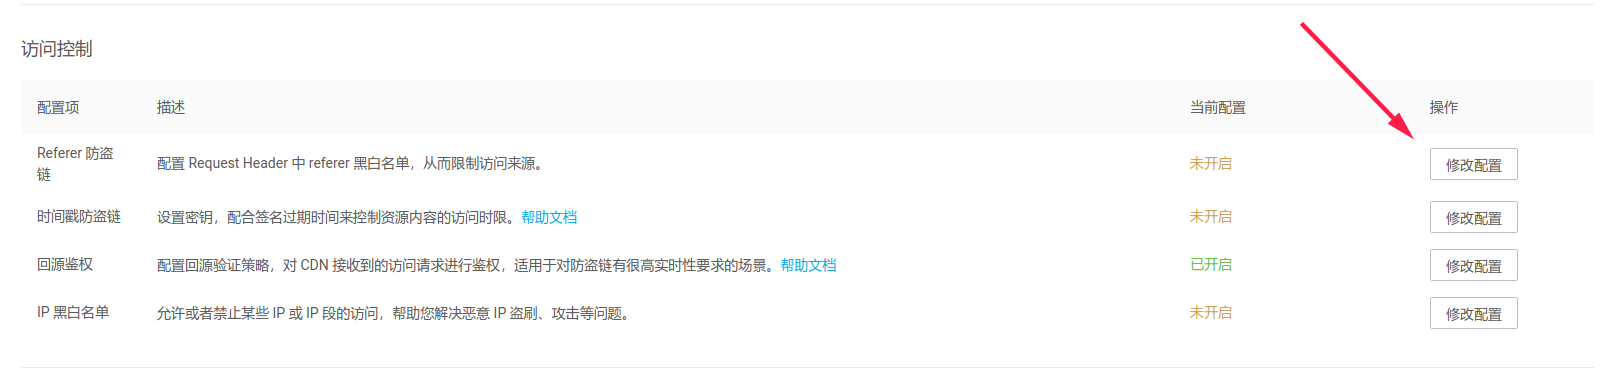 访问控制
配置项 描述 当前配置 操作
Referer 防盗链 配置 Request Header 中 referer 黑白名单，从而限制访问来源。 未开启 修改配置
时间戳防盗链 设置密钥，配合签名过期时间来控制资源内容的访问时限。帮助文档 未开启 修改配置
回源鉴权 配置回源验证策略，对 CDN 接收到的访问请求进行鉴权，适用于对防盗链有很高实时性要求的场景。帮助文档 已开启 修改配置
IP 黑白名单 允许或者禁止某些 IP 或 IP 段的访问，帮助您解决恶意 IP 盗刷、攻击等问题。 未开启 修改配置